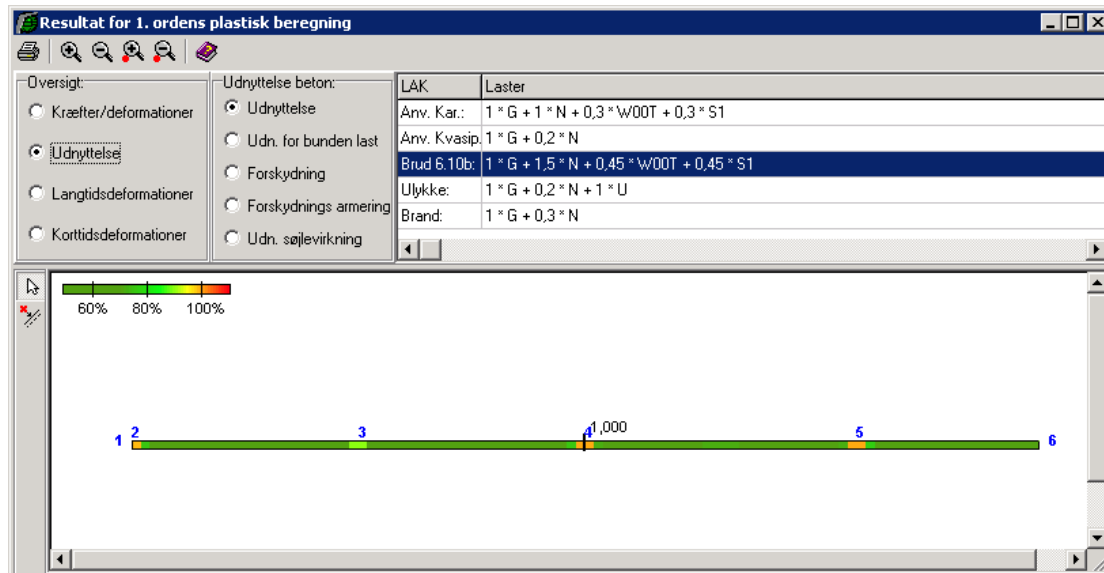 Resultat for 1. ordens plastisk beregning
Oversigt:
Kræfter/deformationer
Udnyttelse
Langtidsdeformationer
Korttidsdeformationer
Udnyttelse beton:
Udnyttelse
Udn. for bunden last
Forskydning
Forskydnings armering
Udn. søjlevirkning
LAK Laster
Anv. Kar.: 1 * G + 1 * N + 0,3 * W00T + 0,3 * S1
Anv. Kvasip. 1 * G + 0,2 * N
Brud 6.10b: 1 * G + 1,5 * N + 0,45 * W00T + 0,45 * S1
Ulykke: 1 * G + 0,2 * N + 1 * U
Brand: 1 * G + 0,3 * N
60% 80% 100%
1 2 3 4 1,000 5 6